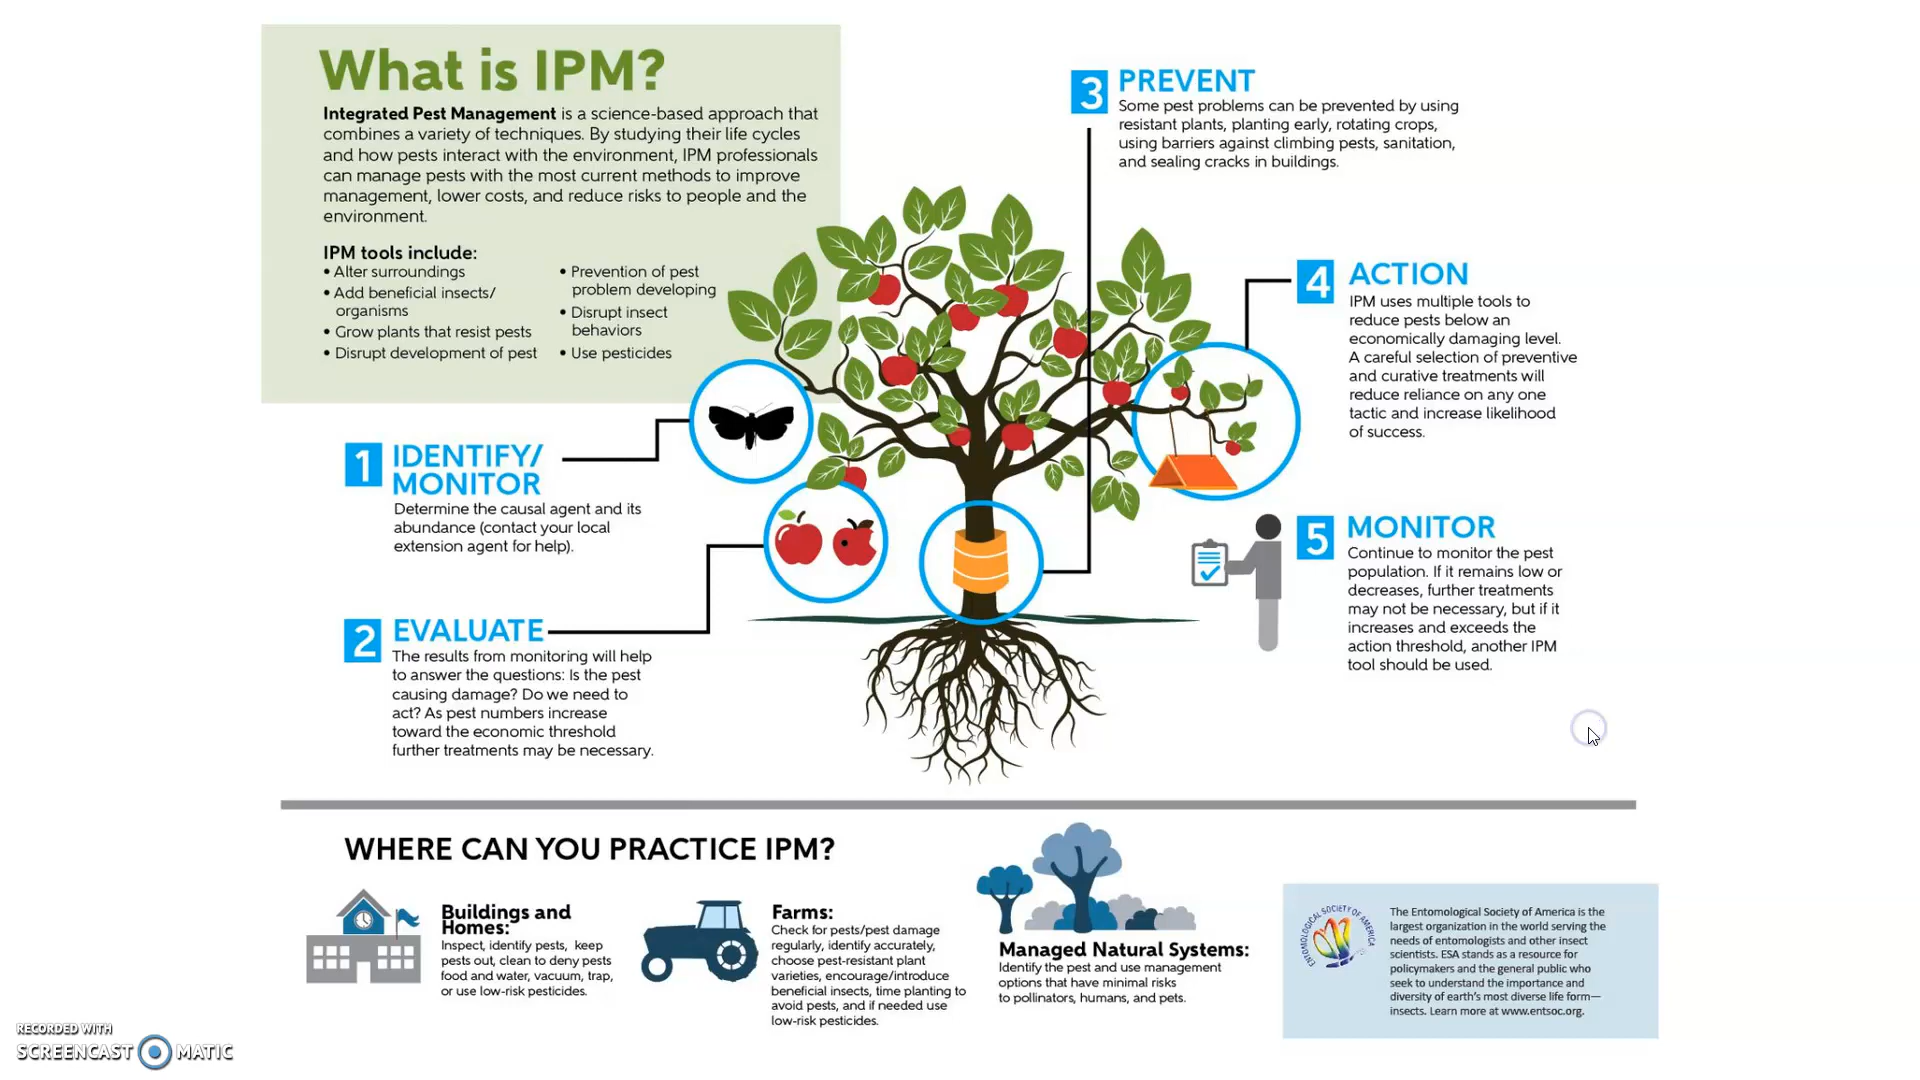 What is IPM?
Integrated Pest Management is a science-based approach that
combines a variety of techniques. By studying their life cycles
and how pests interact with the environment, IPM professionals
can manage pests with the most current methods to improve
management, lower costs, and reduce risks to people and the
environment.
IPM tools include:
• Alter surroundings
• Add beneficial insects/
organisms
• Grow plants that resist pests
• Disrupt development of pest
• Prevention of pest
problem developing
• Disrupt insect
behaviors
• Use pesticides
1 IDENTIFY/
MONITOR
Determine the causal agent and its
abundance (contact your local
extension agent for help).
2 EVALUATE
The results from monitoring will help
to answer the questions: Is the pest
causing damage? Do we need to
act? As pest numbers increase
toward the economic threshold
further treatments may be necessary.
3 PREVENT
Some pest problems can be prevented by using
resistant plants, planting early, rotating crops,
using barriers against climbing pests, sanitation,
and sealing cracks in buildings.
4 ACTION
IPM uses multiple tools to
reduce pests below an
economically damaging level.
A careful selection of preventive
and curative treatments will
reduce reliance on any one
tactic and increase likelihood
of success.
5 MONITOR
Continue to monitor the pest
population. If it remains low or
decreases, further treatments
may not be necessary, but if it
increases and exceeds the
action threshold, another IPM
tool should be used.
WHERE CAN YOU PRACTICE IPM?
Buildings and
Homes:
Inspect, identify pests, keep
pests out, clean to deny pests
food and water, vacuum, trap,
or use low-risk pesticides.
Farms:
Check for pests/pest damage
regularly, identify accurately,
choose pest-resistant plant
varieties, encourage/introduce
beneficial insects, time planting to
avoid pests, and if needed use
low-risk pesticides.
Managed Natural Systems:
Identify the pest and use management
options that have minimal risks
to pollinators, humans, and pets.
ENTOMOLOGICAL SOCIETY OF AMERICA
The Entomological Society of America is the
largest organization in the world serving the
needs of entomologists and other insect
scientists. ESA stands as a resource for
policymakers and the general public who
seek to understand the importance and
diversity of earth's most diverse life form—
insects. Learn more at www.entsoc.org.
RECORDED WITH
SCREENCAST MATIC